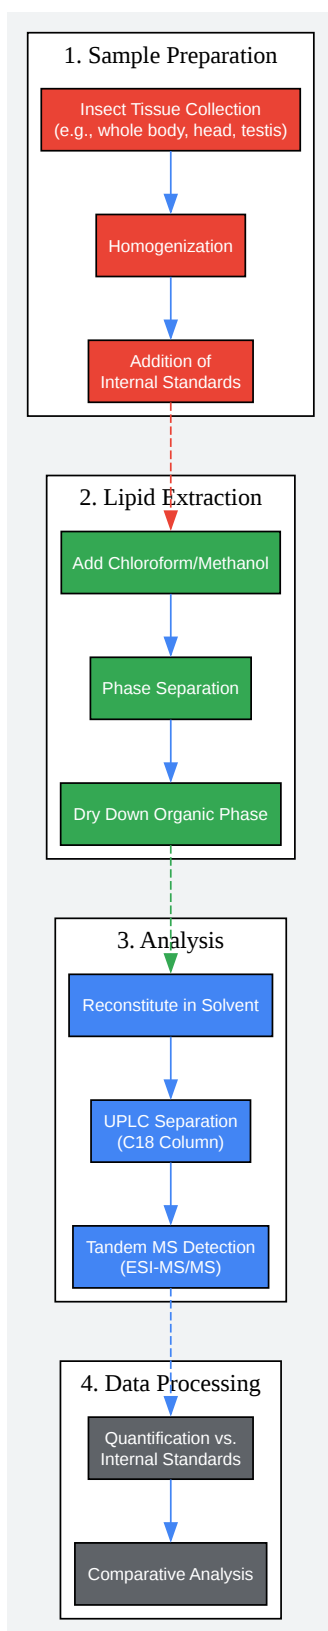 1. Sample Preparation
Insect Tissue Collection
(e.g., whole body, head, testis)
Homogenization
Addition of
Internal Standards
2. Lipid Extraction
Add Chloroform/Methanol
Phase Separation
Dry Down Organic Phase
3. Analysis
Reconstitute in Solvent
UPLC Separation
(C18 Column)
Tandem MS Detection
(ESI-MS/MS)
4. Data Processing
Quantification vs.
Internal Standards
Comparative Analysis